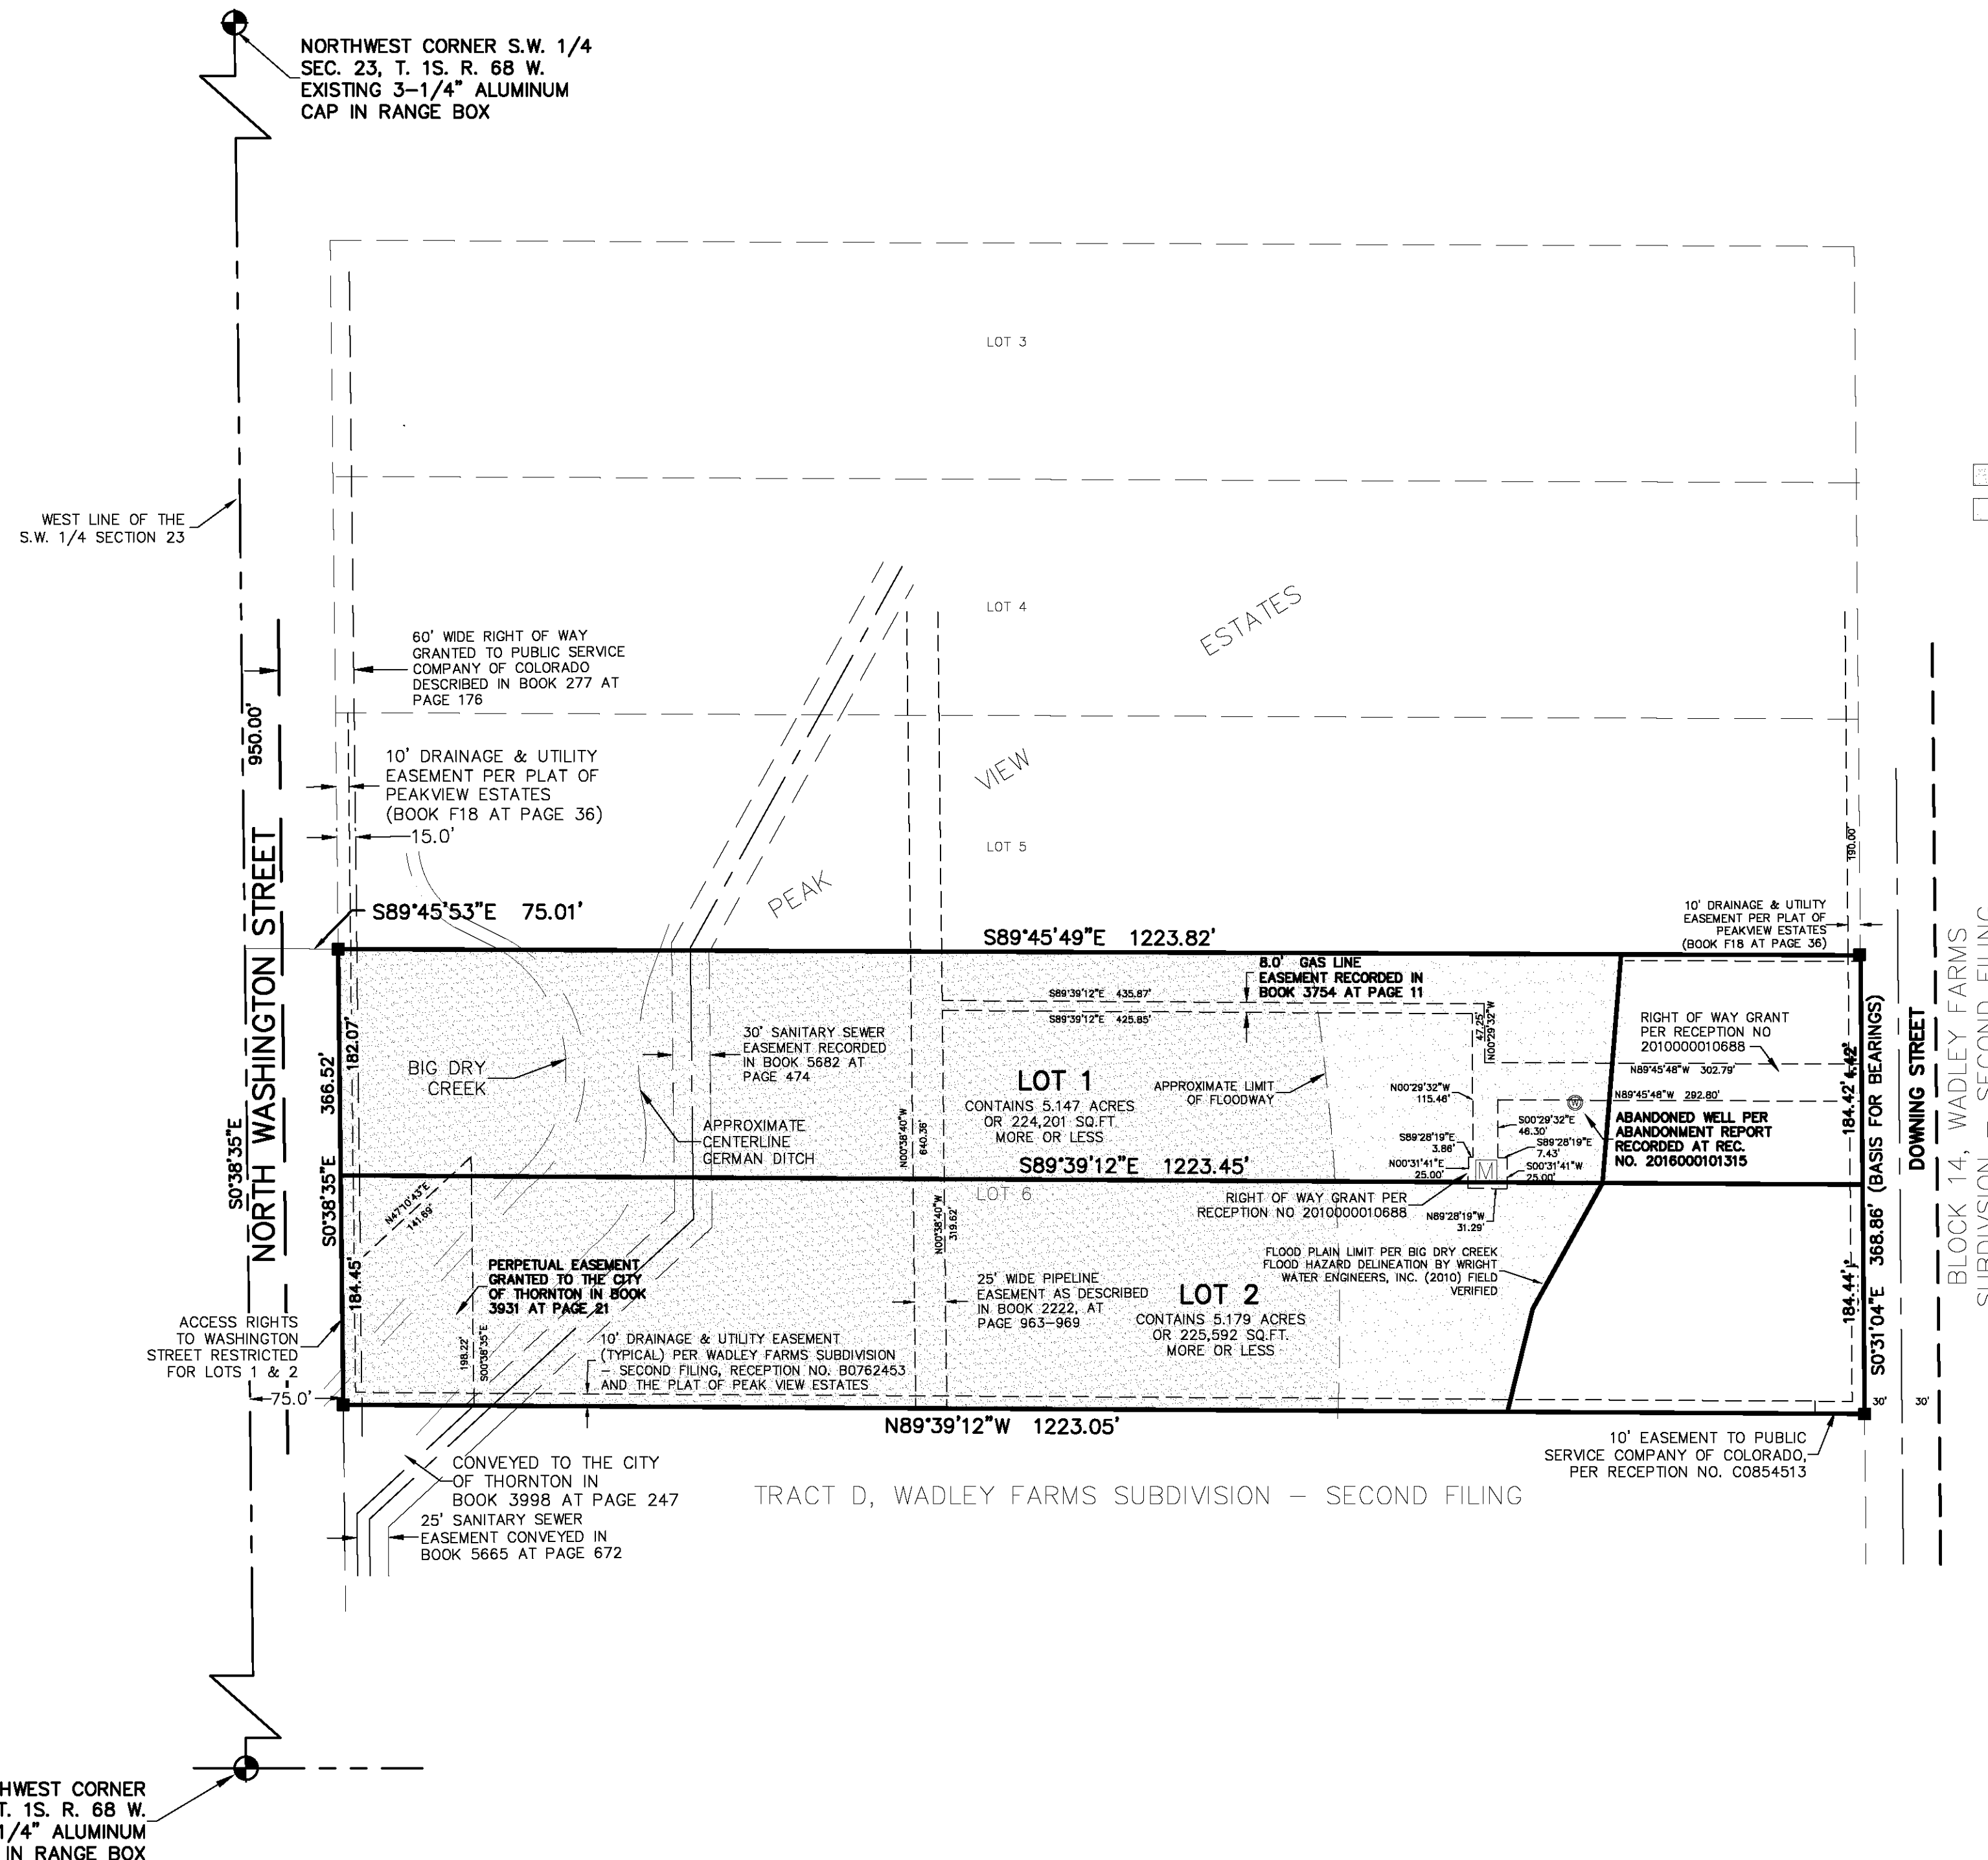 NORTHWEST CORNER S.W. 1/4
SEC. 23, T. 1S. R. 68 W.
EXISTING 3-1/4" ALUMINUM
CAP IN RANGE BOX
LOT 3
WEST LINE OF THE
S.W. 1/4 SECTION 23
LOT 4
ESTATES
60' WIDE RIGHT OF WAY
GRANTED TO PUBLIC SERVICE
COMPANY OF COLORADO
DESCRIBED IN BOOK 277 AT
PAGE 176
950.00'
10' DRAINAGE & UTILITY
EASEMENT PER PLAT OF
PEAKVIEW ESTATES
(BOOK F18 AT PAGE 36)
15.0'
VIEW
LOT 5
PEAK
190.00'
S89°45'53"E 75.01'
S89°45'49"E 1223.82'
10' DRAINAGE & UTILITY
EASEMENT PER PLAT OF
PEAKVIEW ESTATES
(BOOK F18 AT PAGE 36)
NORTH WASHINGTON STREET
S0°38'35"E
S0°38'35"E 366.52'
182.07'
184.45'
BIG DRY
CREEK
30' SANITARY SEWER
EASEMENT RECORDED
IN BOOK 5682 AT
PAGE 474
APPROXIMATE
CENTERLINE
GERMAN DITCH
8.0' GAS LINE
EASEMENT RECORDED IN
BOOK 3754 AT PAGE 11
S89°39'12"E 435.87'
S89°39'12"E 425.85'
47.25'
N00°29'32"W
LOT 1
CONTAINS 5.147 ACRES
OR 224,201 SQ.FT.
MORE OR LESS
APPROXIMATE LIMIT
OF FLOODWAY
N00°38'40"W
640.36'
RIGHT OF WAY GRANT
PER RECEPTION NO
2010000010688
N89°45'48"W 302.79'
N89°45'48"W 292.80'
N00°29'32"W
115.46'
W
S00°29'32"E
46.30'
S89°28'19"E
3.86'
S89°28'19"E
7.43'
N00°31'41"E
25.00'
M
S00°31'41"W
25.00'
ABANDONED WELL PER
ABANDONMENT REPORT
RECORDED AT REC.
NO. 2016000101315
184.42'
184.44'
S0°31'04"E 368.86' (BASIS FOR BEARINGS)
DOWNING STREET
BLOCK 14, WADLEY FARMS
SUBDIVSION - SECOND FILING
S89°39'12"E 1223.45'
LOT 6
RIGHT OF WAY GRANT PER
RECEPTION NO 2010000010688
N89°28'19"W
31.29'
N47°10'43"E
141.69'
N00°38'40"W
319.62'
PERPETUAL EASEMENT
GRANTED TO THE CITY
OF THORNTON IN BOOK
3931 AT PAGE 21
198.22'
S00°38'35"E
25' WIDE PIPELINE
EASEMENT AS DESCRIBED
IN BOOK 2222, AT
PAGE 963-969
LOT 2
CONTAINS 5.179 ACRES
OR 225,592 SQ.FT.
MORE OR LESS
FLOOD PLAIN LIMIT PER BIG DRY CREEK
FLOOD HAZARD DELINEATION BY WRIGHT
WATER ENGINEERS, INC. (2010) FIELD
VERIFIED
ACCESS RIGHTS
TO WASHINGTON
STREET RESTRICTED
FOR LOTS 1 & 2
75.0'
10' DRAINAGE & UTILITY EASEMENT
(TYPICAL) PER WADLEY FARMS SUBDIVISION
- SECOND FILING, RECEPTION NO. B0762453
AND THE PLAT OF PEAK VIEW ESTATES
30'
30'
N89°39'12"W 1223.05'
10' EASEMENT TO PUBLIC
SERVICE COMPANY OF COLORADO,
PER RECEPTION NO. C0854513
CONVEYED TO THE CITY
OF THORNTON IN
BOOK 3998 AT PAGE 247
TRACT D, WADLEY FARMS SUBDIVISION - SECOND FILING
25' SANITARY SEWER
EASEMENT CONVEYED IN
BOOK 5665 AT PAGE 672
HWEST CORNER
T. 1S. R. 68 W.
1/4" ALUMINUM
IN RANGE BOX